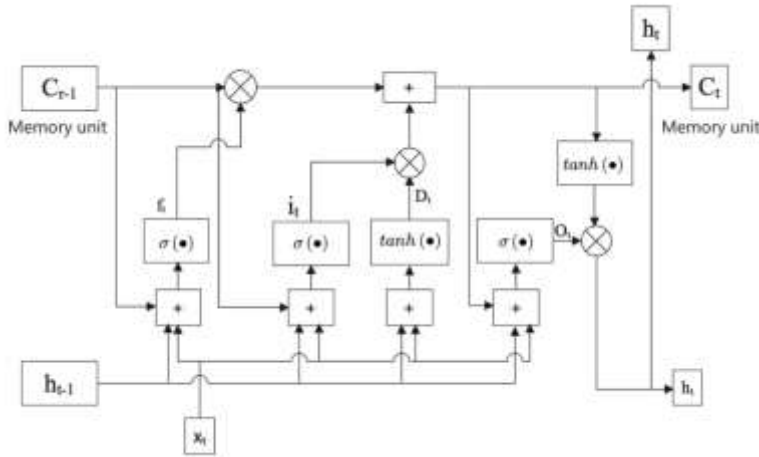 h_t
C_{τ-1}
+
C_t
Memory unit
Memory unit
tanh (•)
f_t
i_t
D_t
σ (•)
σ (•)
tanh (•)
σ (•)
O_t
+
+
+
+
h_{t-1}
h_t
x_t